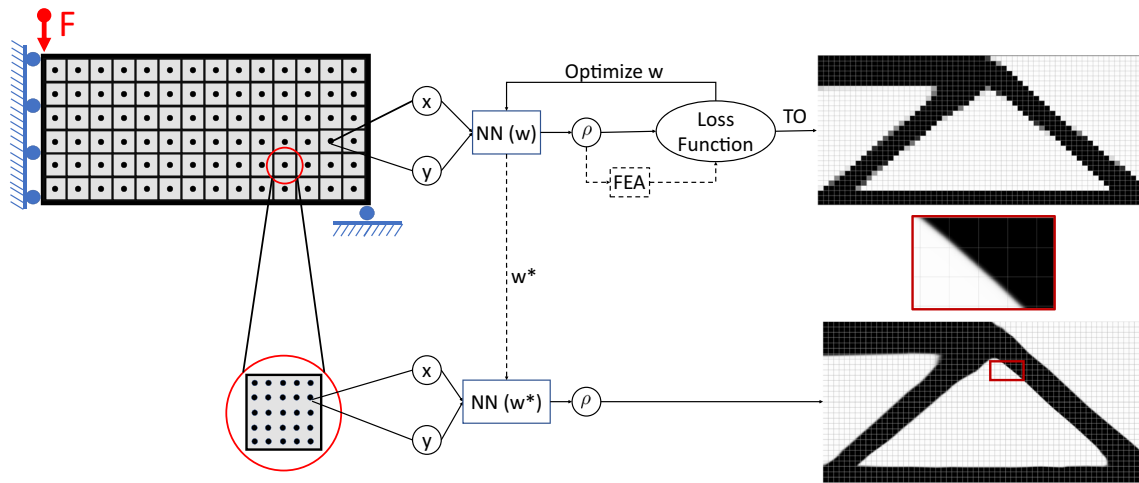 F
Optimize w
x
NN (w)
ρ
Loss
Function
TO
y
FEA
w*
x
NN (w*)
ρ
y